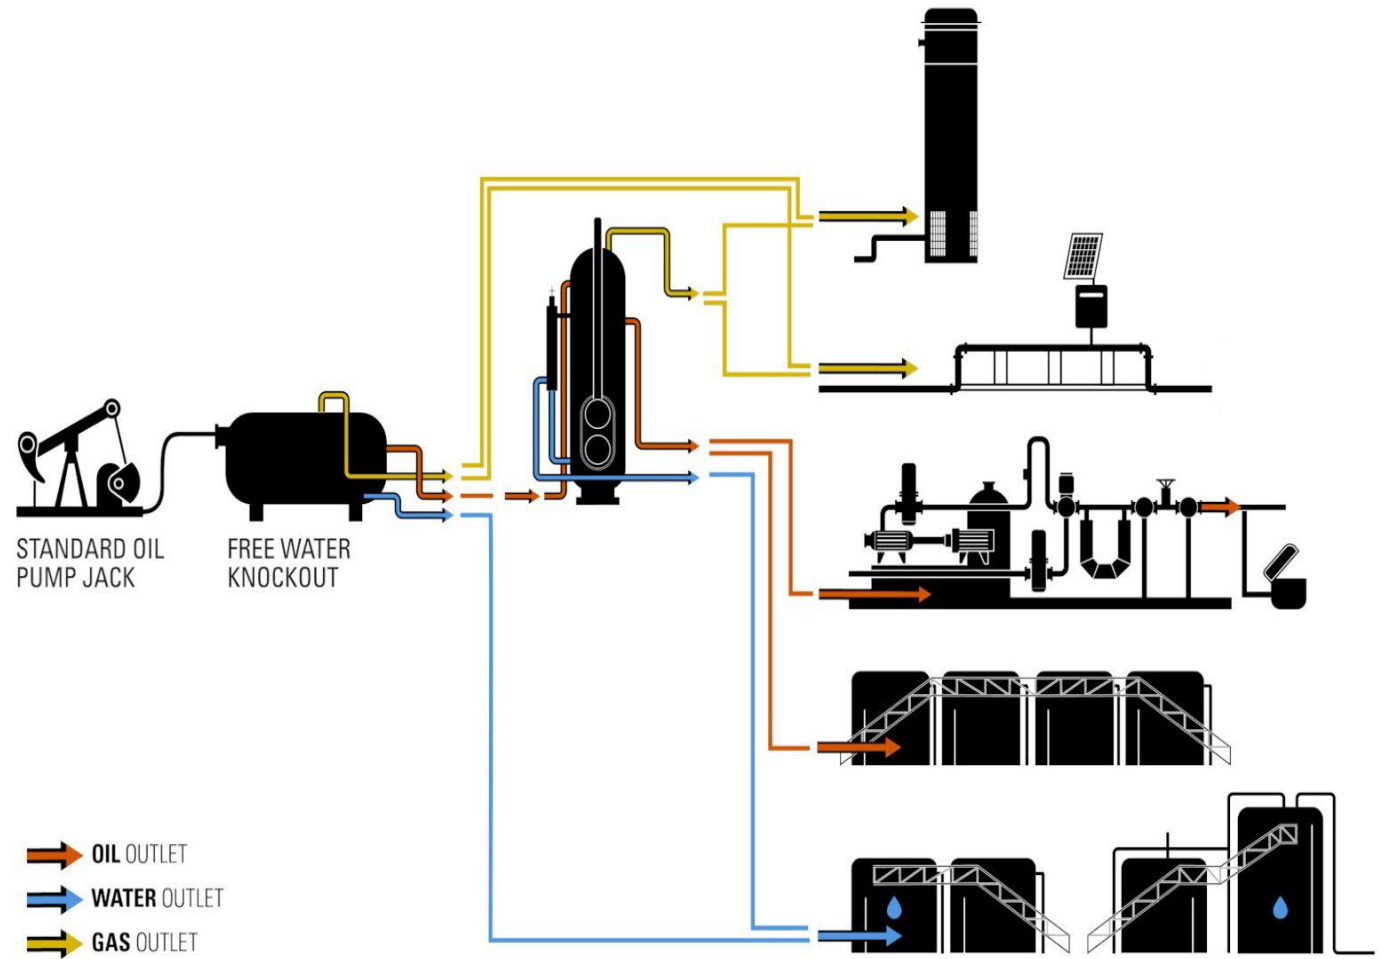 STANDARD OIL
PUMP JACK
FREE WATER
KNOCKOUT
OIL OUTLET
WATER OUTLET
GAS OUTLET